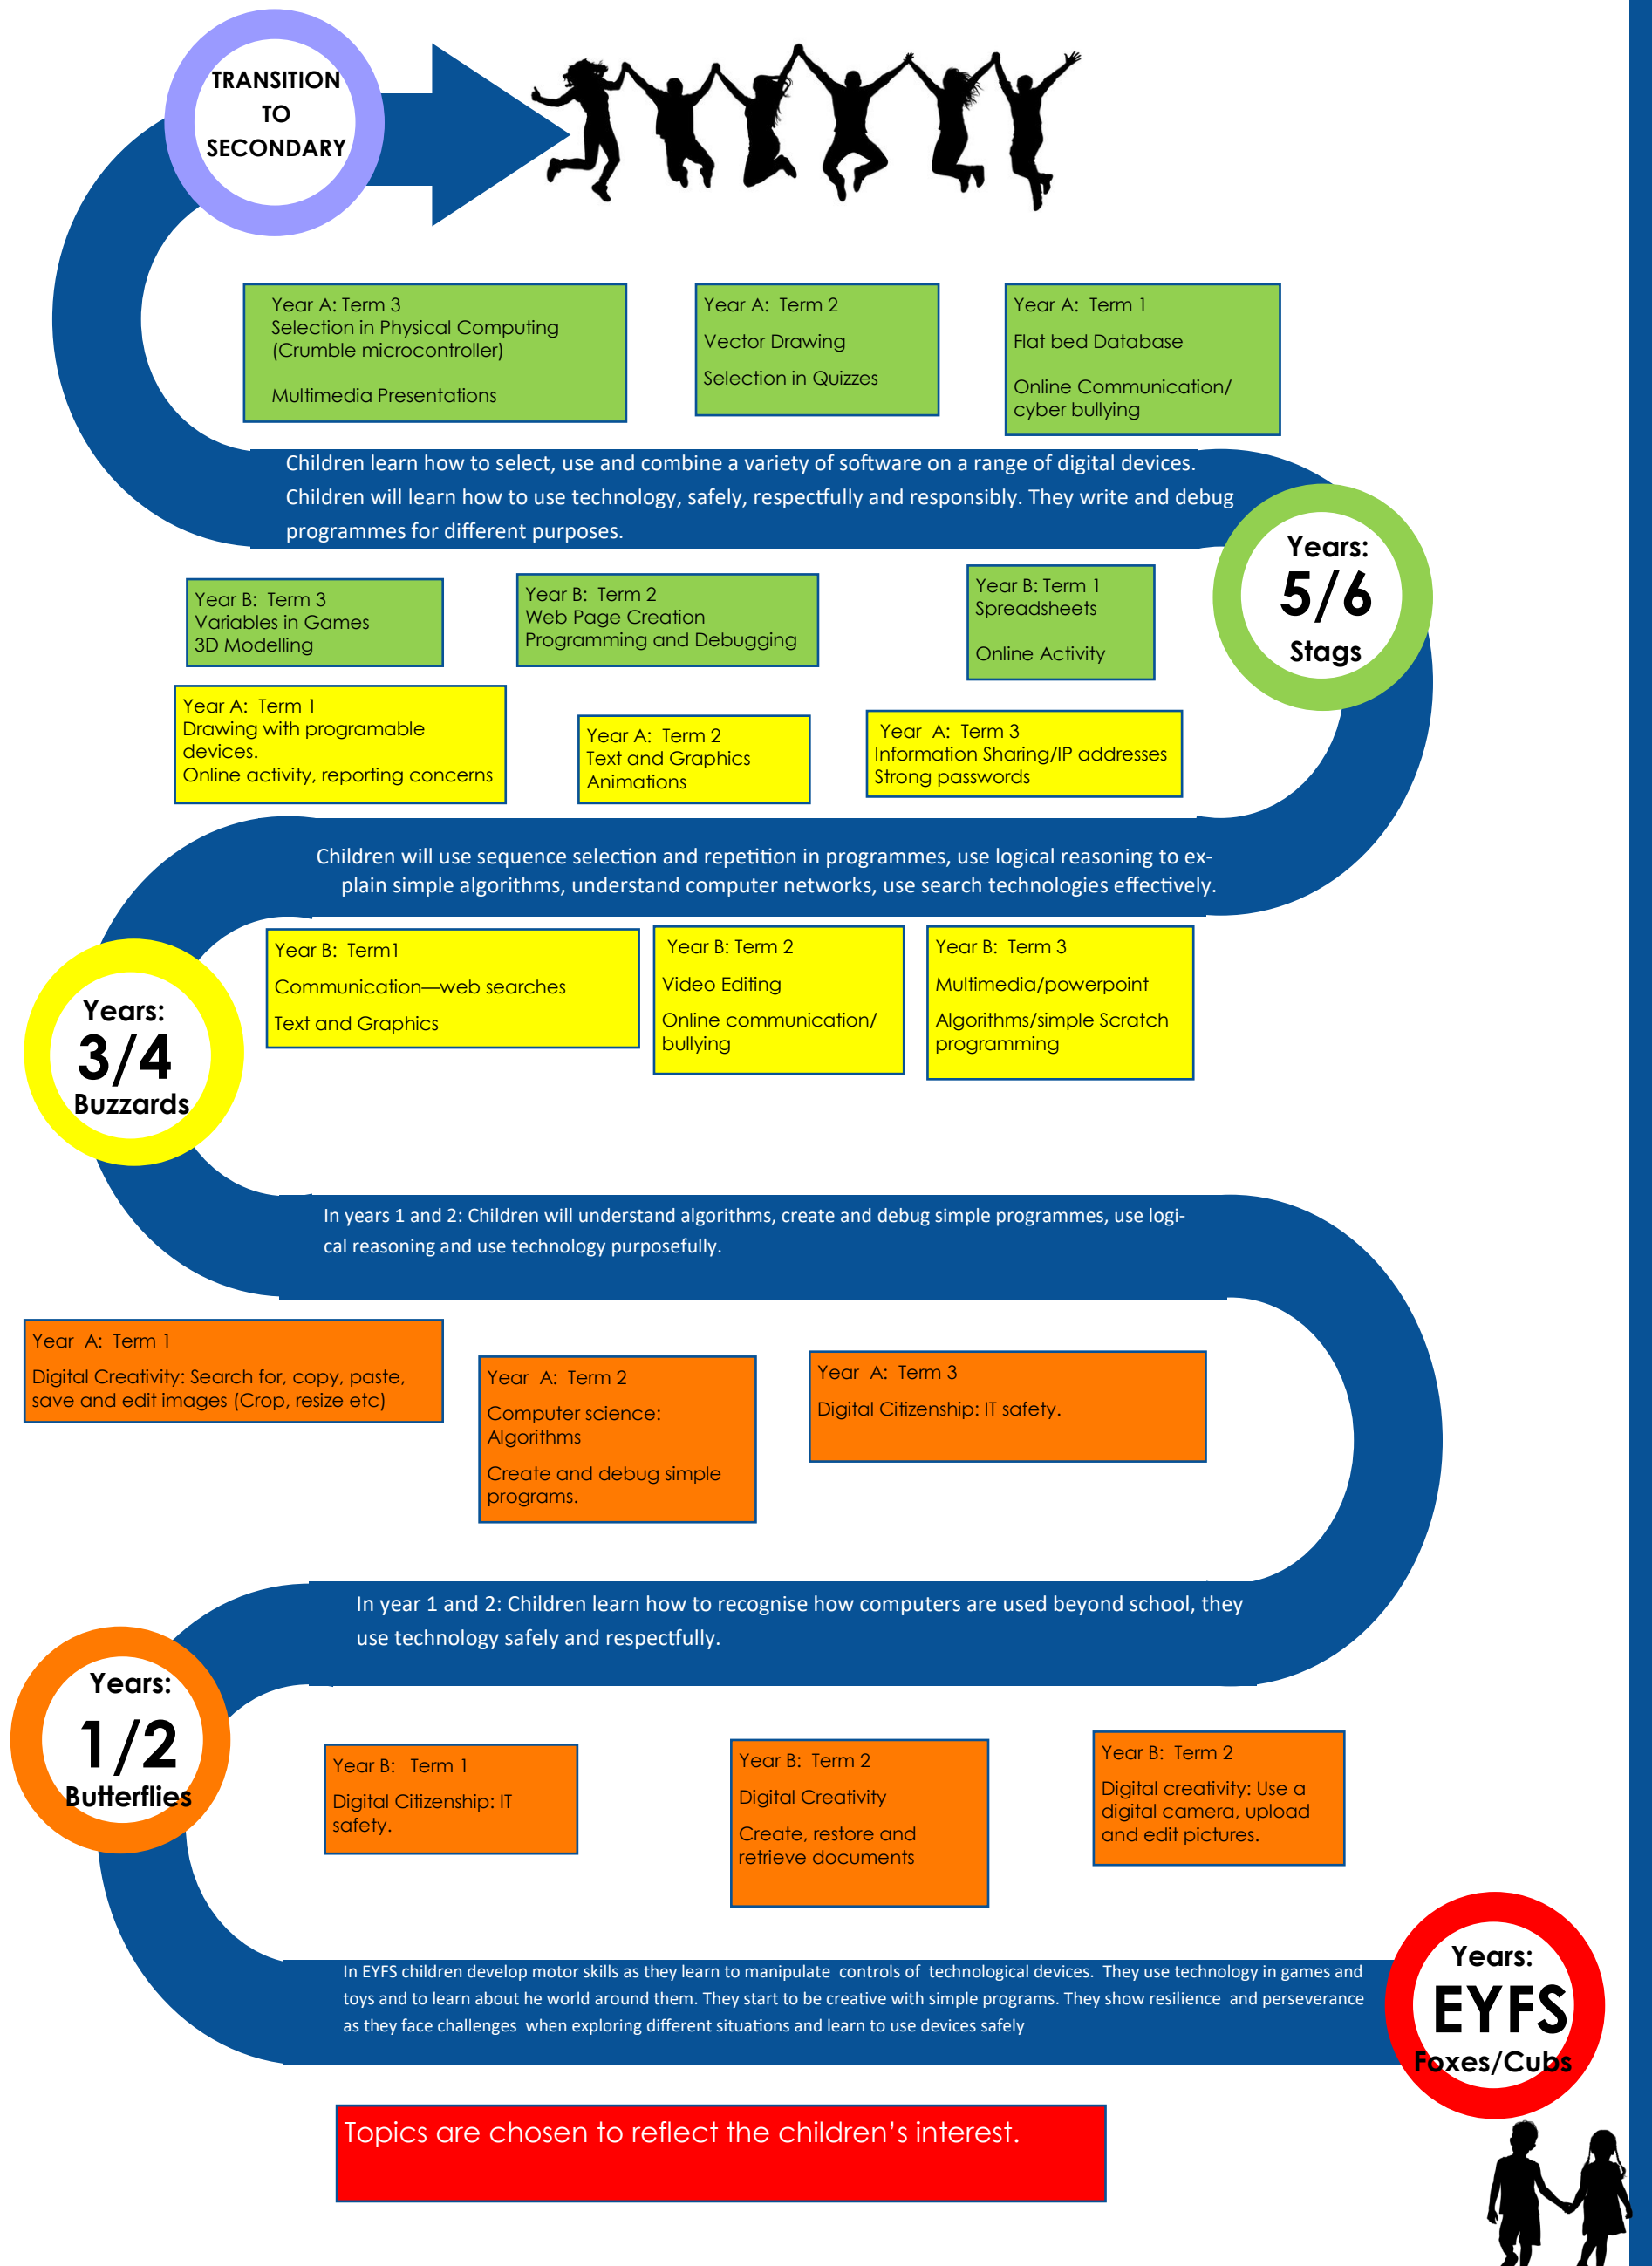 TRANSITION
TO
SECONDARY
Year A: Term 3
Selection in Physical Computing
(Crumble microcontroller)
Multimedia Presentations
Year A: Term 2
Vector Drawing
Selection in Quizzes
Year A: Term 1
Flat bed Database
Online Communication/
cyber bullying
Children learn how to select, use and combine a variety of software on a range of digital devices.
Children will learn how to use technology, safely, respectfully and responsibly. They write and debug
programmes for different purposes.
Years:
5/6
Stags
Year B: Term 3
Variables in Games
3D Modelling
Year B: Term 2
Web Page Creation
Programming and Debugging
Year B: Term 1
Spreadsheets
Online Activity
Year A: Term 1
Drawing with programable
devices.
Online activity, reporting concerns
Year A: Term 2
Text and Graphics
Animations
Year A: Term 3
Information Sharing/IP addresses
Strong passwords
Children will use sequence selection and repetition in programmes, use logical reasoning to ex-
plain simple algorithms, understand computer networks, use search technologies effectively.
Years:
3/4
Buzzards
Year B: Term1
Communication—web searches
Text and Graphics
Year B: Term 2
Video Editing
Online communication/
bullying
Year B: Term 3
Multimedia/powerpoint
Algorithms/simple Scratch
programming
In years 1 and 2: Children will understand algorithms, create and debug simple programmes, use logi-
cal reasoning and use technology purposefully.
Year A: Term 1
Digital Creativity: Search for, copy, paste,
save and edit images (Crop, resize etc)
Year A: Term 2
Computer science:
Algorithms
Create and debug simple
programs.
Year A: Term 3
Digital Citizenship: IT safety.
In year 1 and 2: Children learn how to recognise how computers are used beyond school, they
use technology safely and respectfully.
Years:
1/2
Butterflies
Year B: Term 1
Digital Citizenship: IT
safety.
Year B: Term 2
Digital Creativity
Create, restore and
retrieve documents
Year B: Term 2
Digital creativity: Use a
digital camera, upload
and edit pictures.
In EYFS children develop motor skills as they learn to manipulate controls of technological devices. They use technology in games and
toys and to learn about he world around them. They start to be creative with simple programs. They show resilience and perseverance
as they face challenges when exploring different situations and learn to use devices safely
Years:
EYFS
Foxes/Cubs
Topics are chosen to reflect the children's interest.